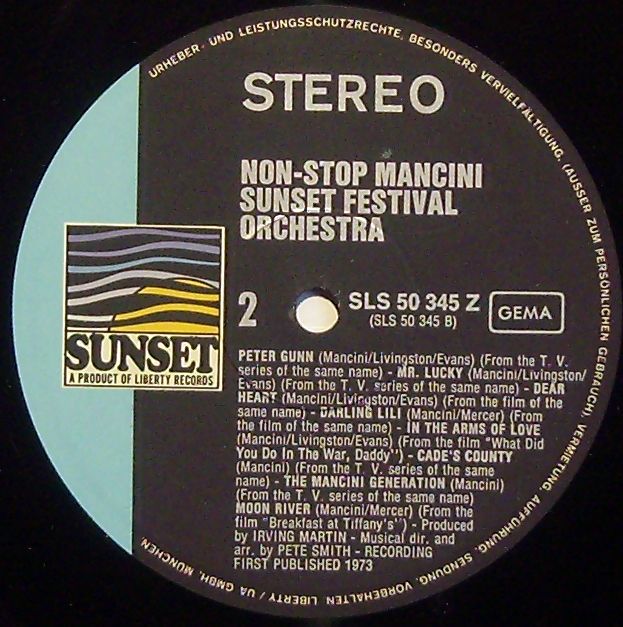 URHEBER- UND LEISTUNGSSCHUTZRECHTE, BESONDERS VERVIELFÄLTIGUNG, (AUSSER ZUM PERSÖNLICHEN GEBRAUCH), VERMIETUNG, AUFFÜHRUNG, SENDUNG, VORBEHALTEN LIBERTY / UA GMBH, MÜNCHEN.
STEREO
NON-STOP MANCINI
SUNSET FESTIVAL
ORCHESTRA
SUNSET
A PRODUCT OF LIBERTY RECORDS
2
SLS 50 345 Z
(SLS 50 345 B)
GEMA
PETER GUNN (Mancini/Livingston/Evans) (From the T. V.
series of the same name) - MR. LUCKY (Mancini/Livingston/
Evans) (From the T. V. series of the same name) - DEAR
HEART (Mancini/Livingston/Evans) (From the film of the
same name) - DARLING LILI (Mancini/Mercer) (From
the film of the same name) - IN THE ARMS OF LOVE
(Mancini/Livingston/Evans) (From the film "What Did
You Do In The War, Daddy") - CADE'S COUNTY
(Mancini) (From the T. V. series of the same
name) - THE MANCINI GENERATION (Mancini)
(From the T. V. series of the same name)
MOON RIVER (Mancini/Mercer) (From the
film "Breakfast at Tiffany's") - Produced
by IRVING MARTIN - Musical dir. and
arr. by PETE SMITH - RECORDING
FIRST PUBLISHED 1973